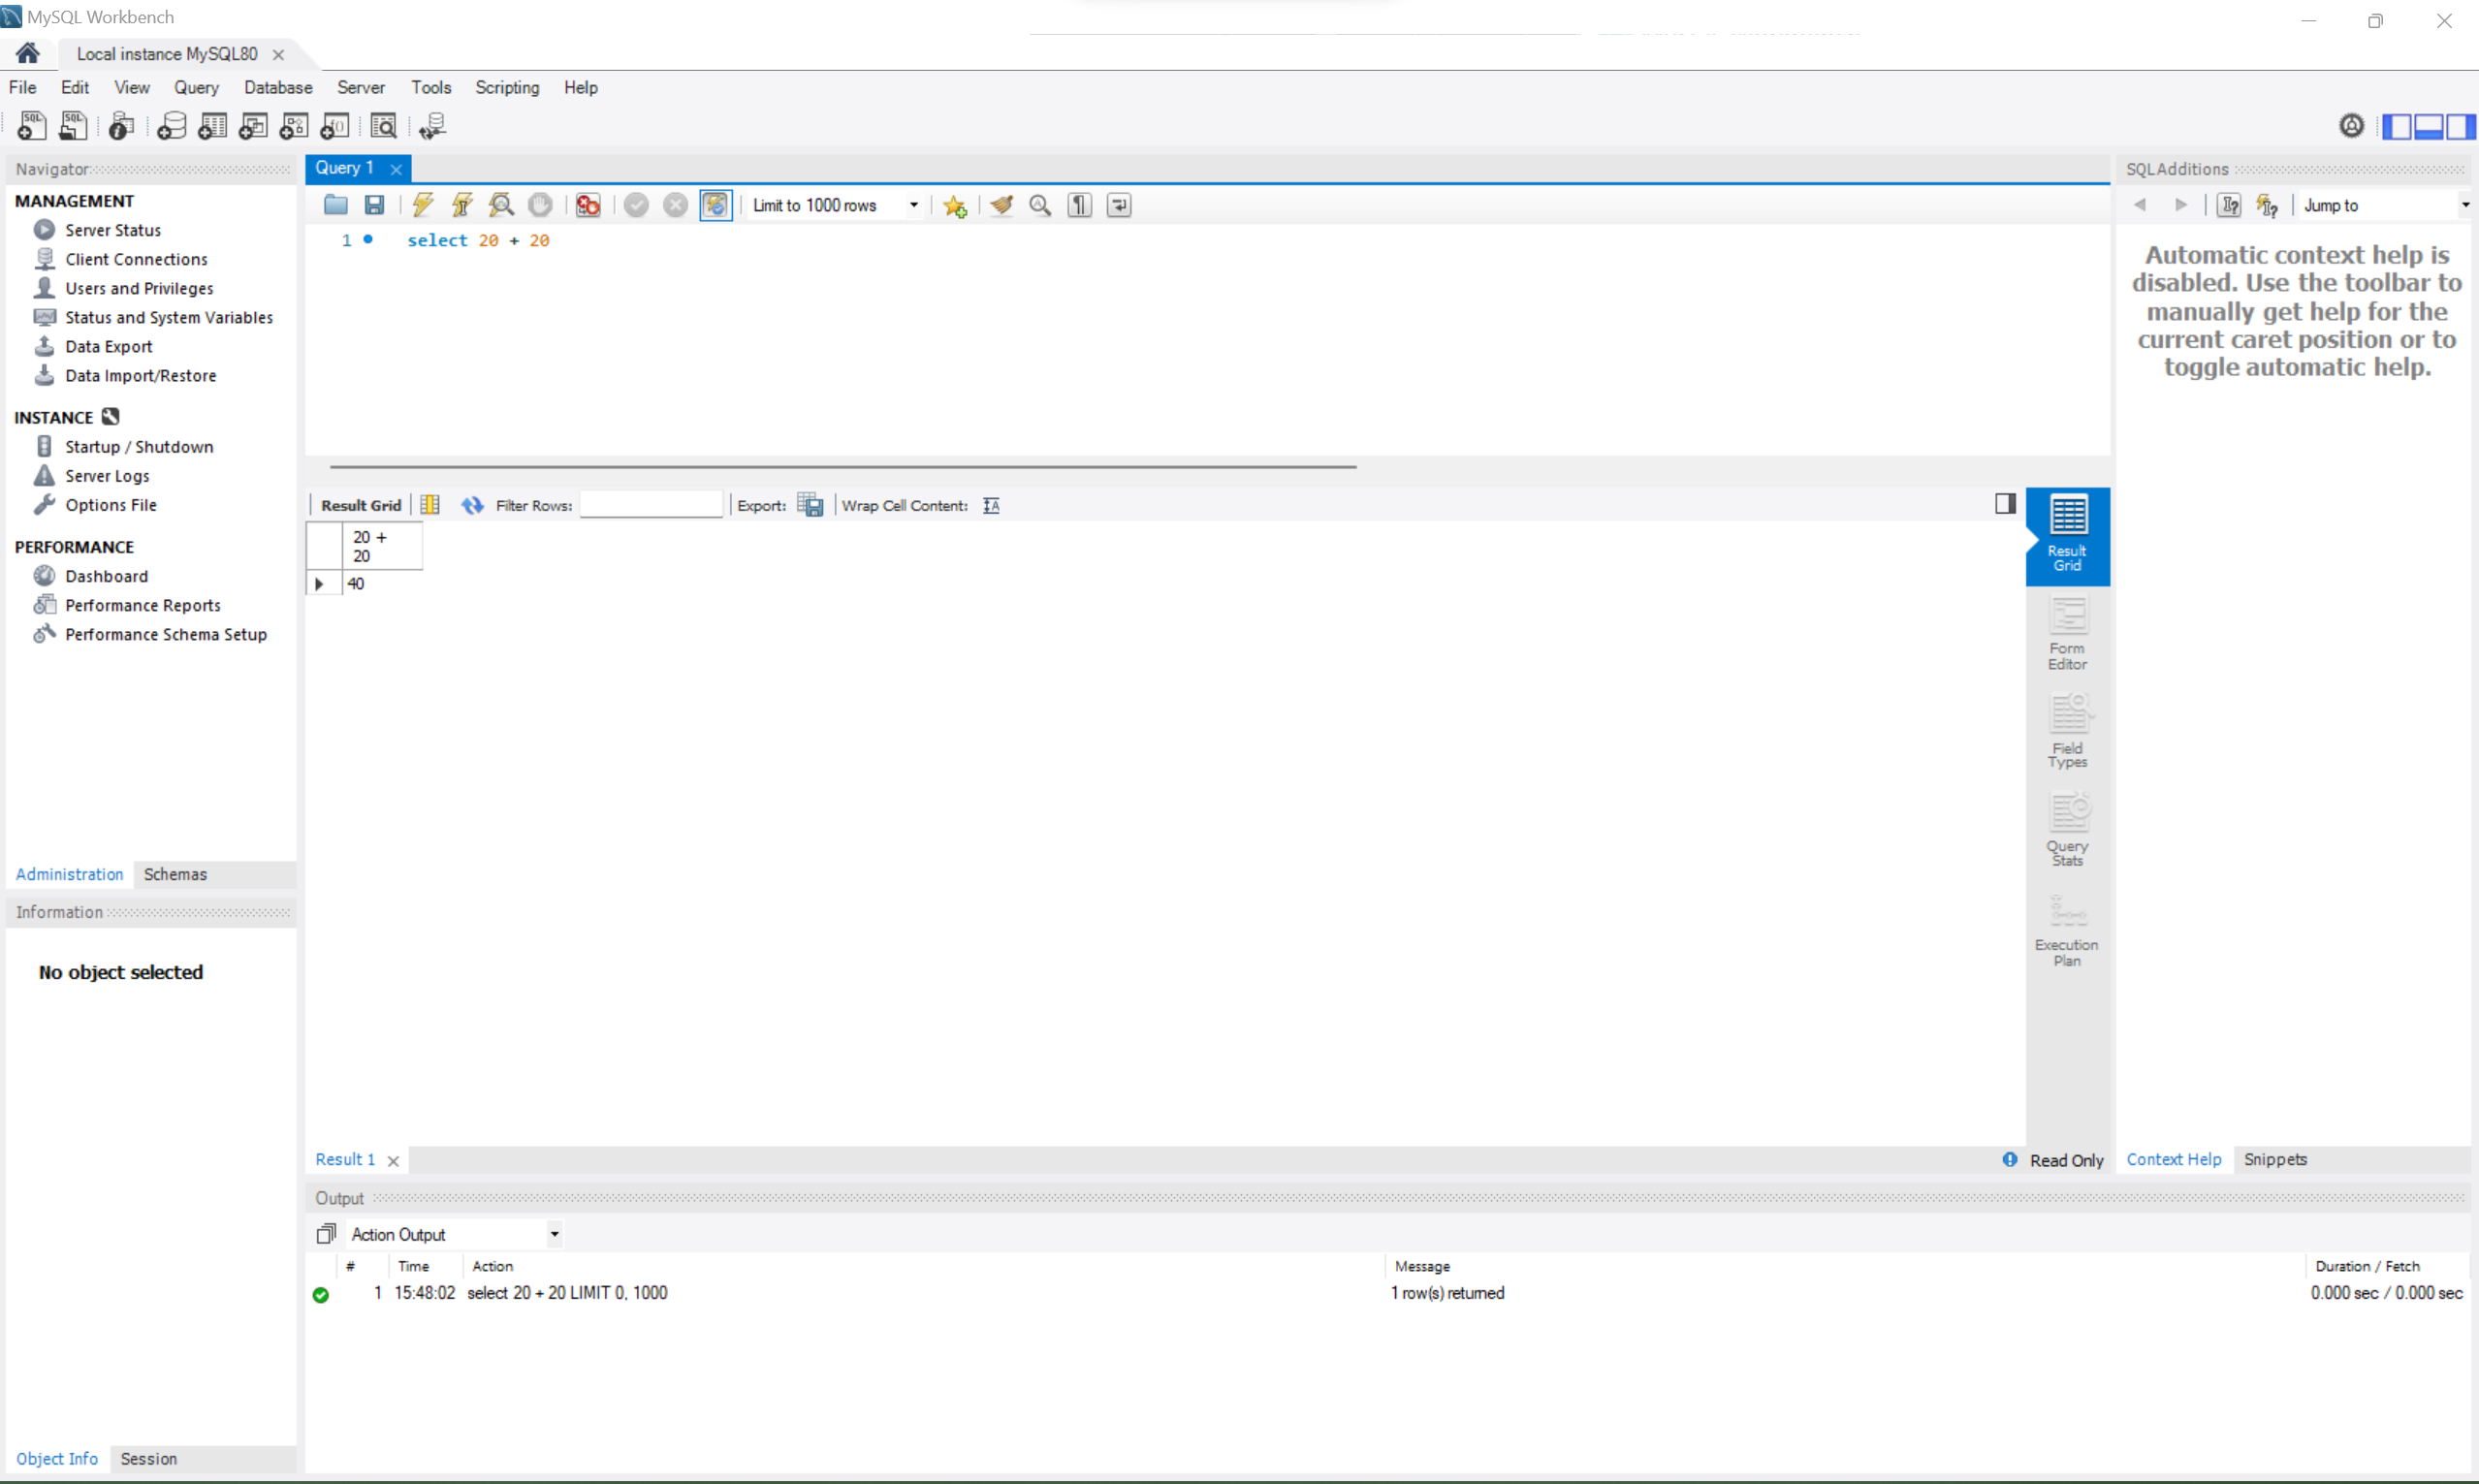 MySQL Workbench
Local instance MySQL80
File Edit View Query Database Server Tools Scripting Help
Navigator
MANAGEMENT
Server Status
Client Connections
Users and Privileges
Status and System Variables
Data Export
Data Import/Restore
INSTANCE
Startup / Shutdown
Server Logs
Options File
PERFORMANCE
Dashboard
Performance Reports
Performance Schema Setup
Administration Schemas
Information
No object selected
Object Info Session
Query 1
Limit to 1000 rows
1 select 20 + 20
Result Grid Filter Rows: Export: Wrap Cell Content:
20 +
20
40
Result
Grid
Form
Editor
Field
Types
Query
Stats
Execution
Plan
Result 1 Read Only
SQLAdditions
Jump to
Automatic context help is
disabled. Use the toolbar to
manually get help for the
current caret position or to
toggle automatic help.
Context Help Snippets
Output
Action Output
# Time Action Message Duration / Fetch
1 15:48:02 select 20 + 20 LIMIT 0, 1000 1 row(s) returned 0.000 sec / 0.000 sec